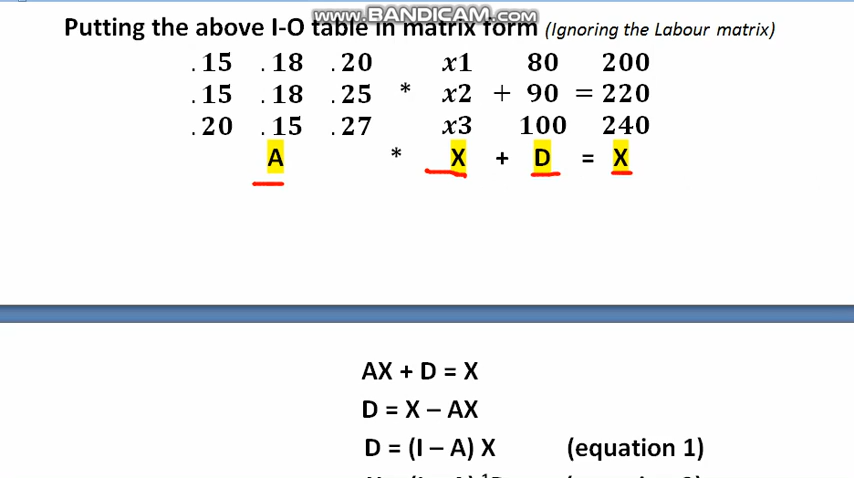 www.BANDICAM.com
Putting the above I-O table in matrix form (Ignoring the Labour matrix)
.15 .18 .20 x1 80 200
.15 .18 .25 * x2 + 90 = 220
.20 .15 .27 x3 100 240
A * X + D = X
AX + D = X
D = X – AX
D = (I – A) X (equation 1)